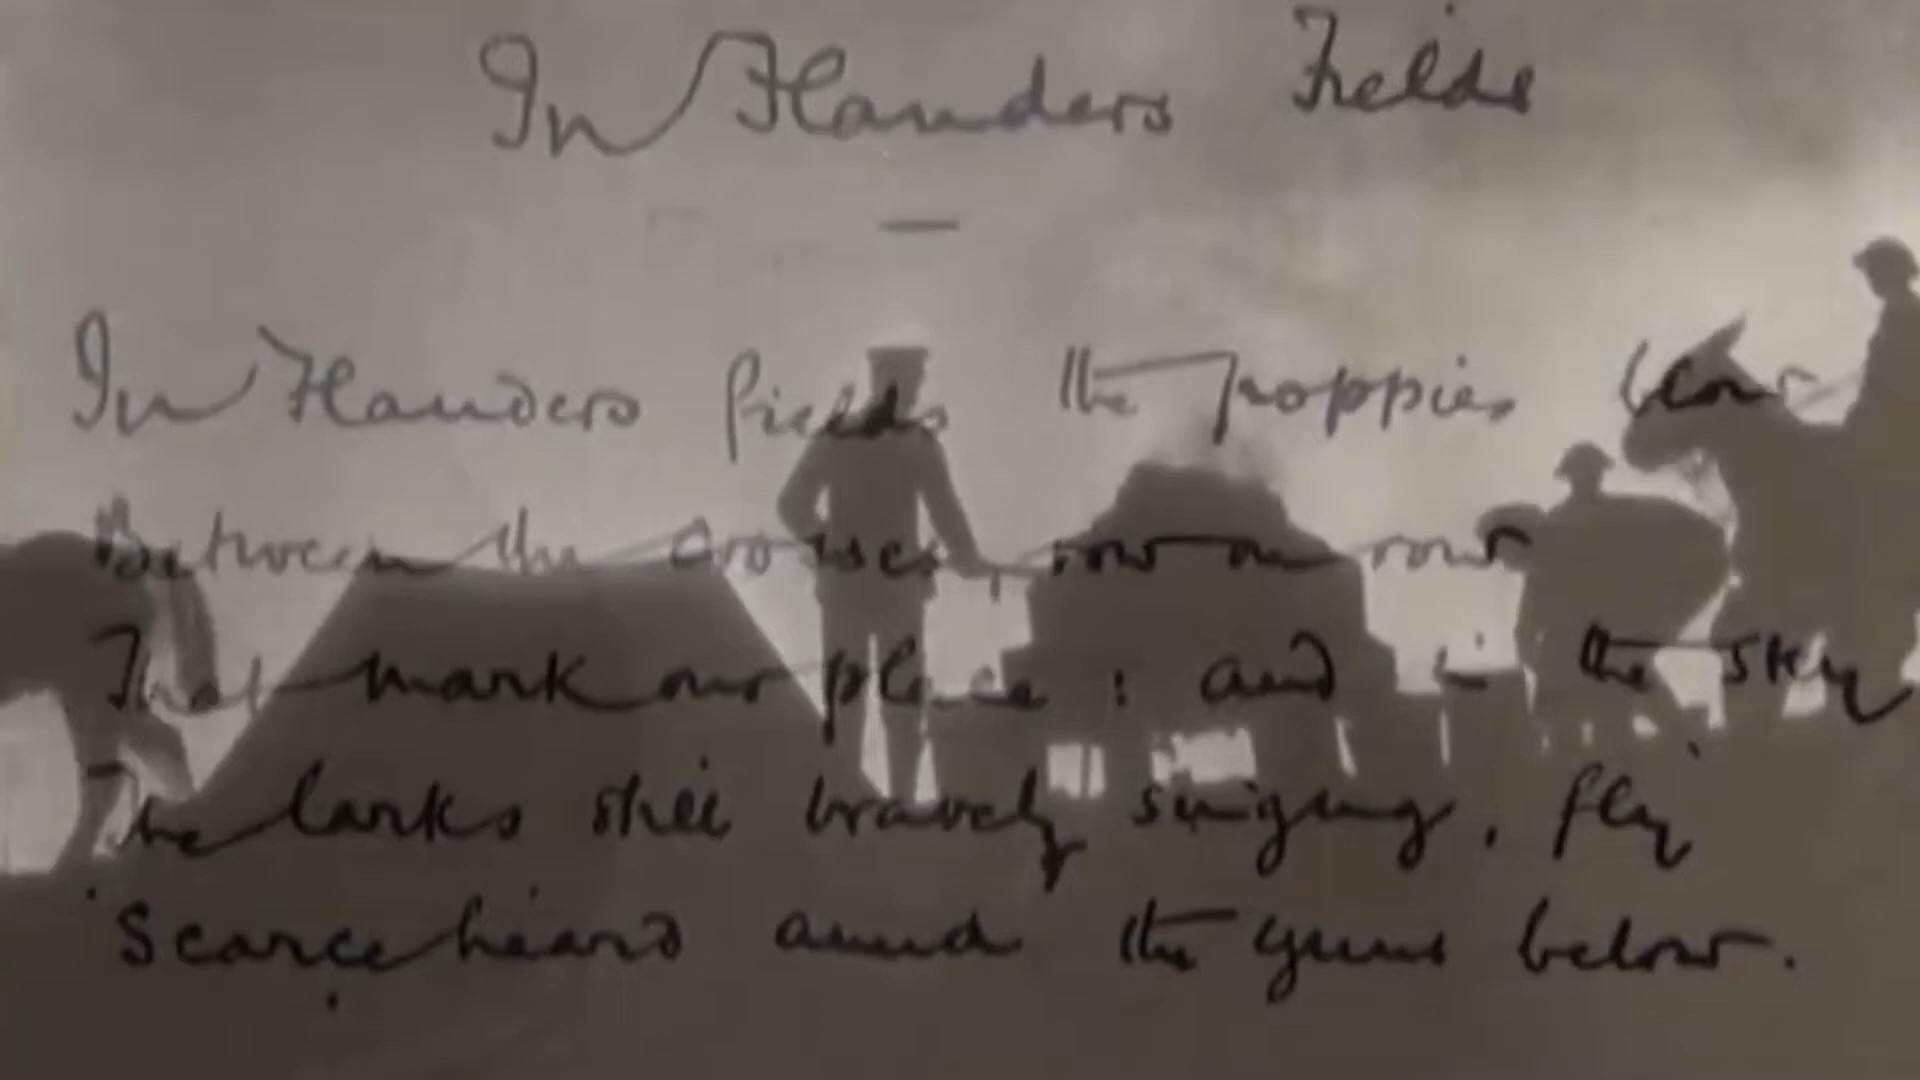 In Flanders Fields
In Flanders fields the poppies blow
Between the crosses, row on row
That mark our place : and in the sky
The larks still bravely singing, fly
Scarce heard amid the guns below.